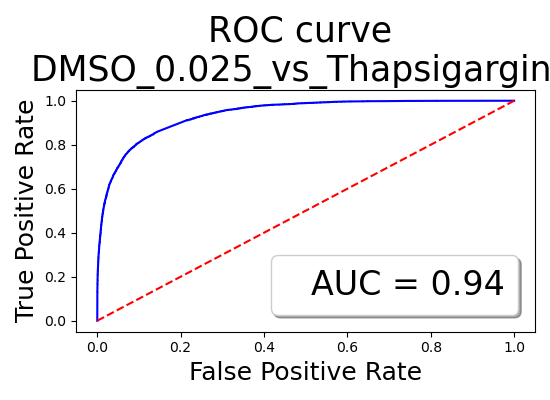 ROC curve
DMSO_0.025_vs_Thapsigargin
True Positive Rate
1.0
0.8
0.6
0.4
0.2
0.0
AUC = 0.94
0.0 0.2 0.4 0.6 0.8 1.0
False Positive Rate